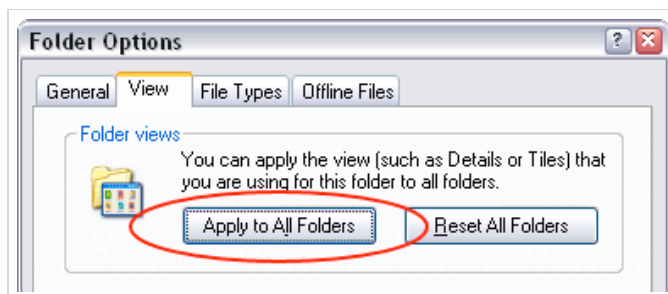 Folder Options
General View File Types Offline Files
Folder views
You can apply the view (such as Details or Tiles) that
you are using for this folder to all folders.
Apply to All Folders Reset All Folders